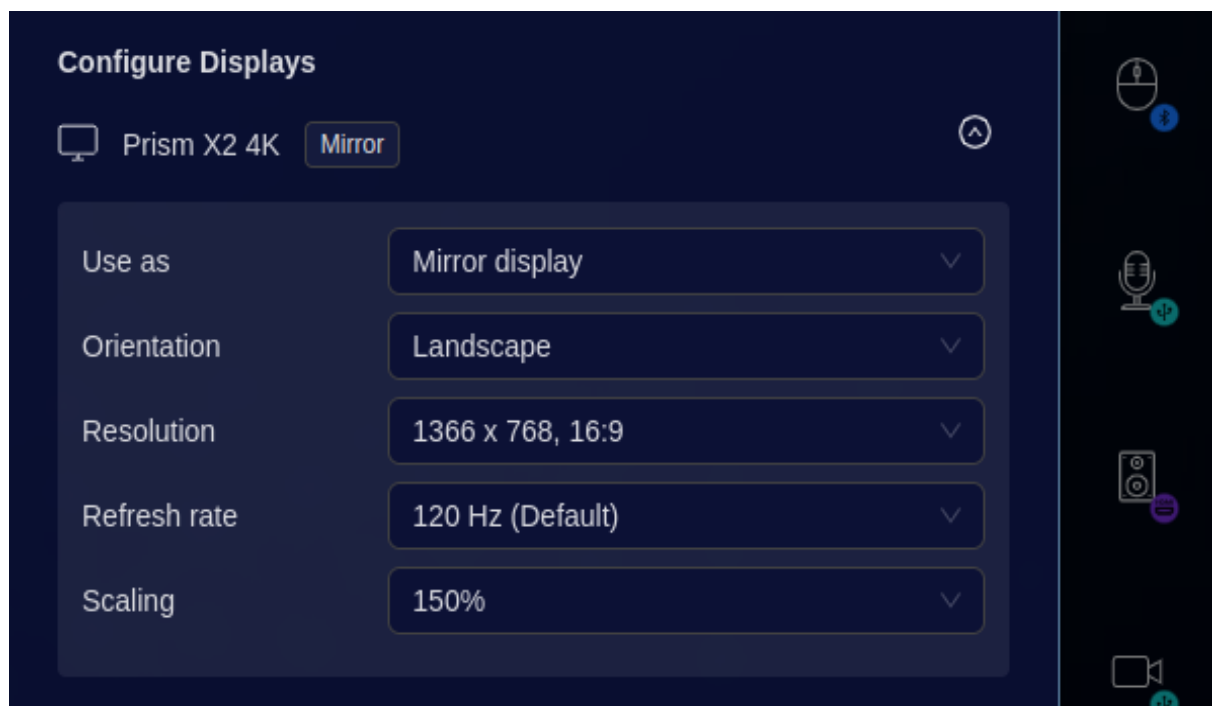 Configure Displays
Prism X2 4K Mirror
Use as Mirror display
Orientation Landscape
Resolution 1366 x 768, 16:9
Refresh rate 120 Hz (Default)
Scaling 150%